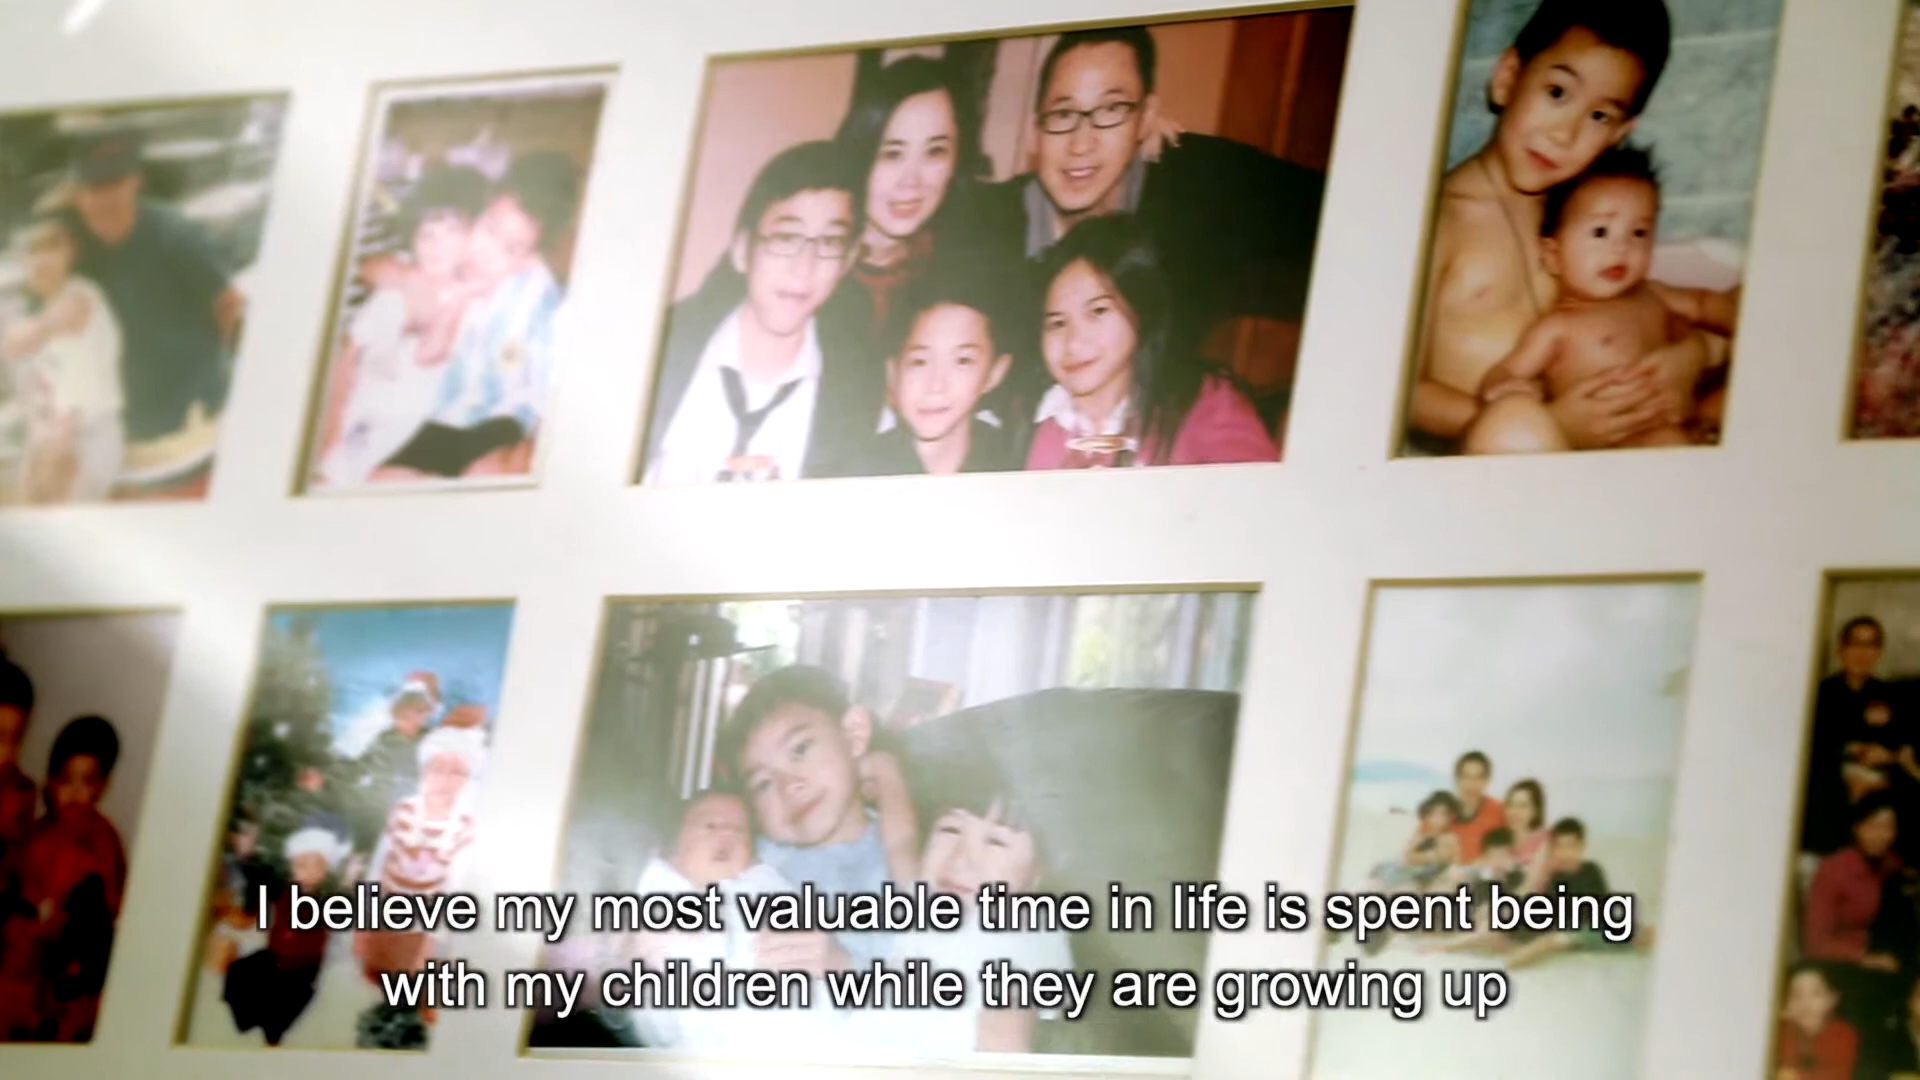 I believe my most valuable time in life is spent being
with my children while they are growing up